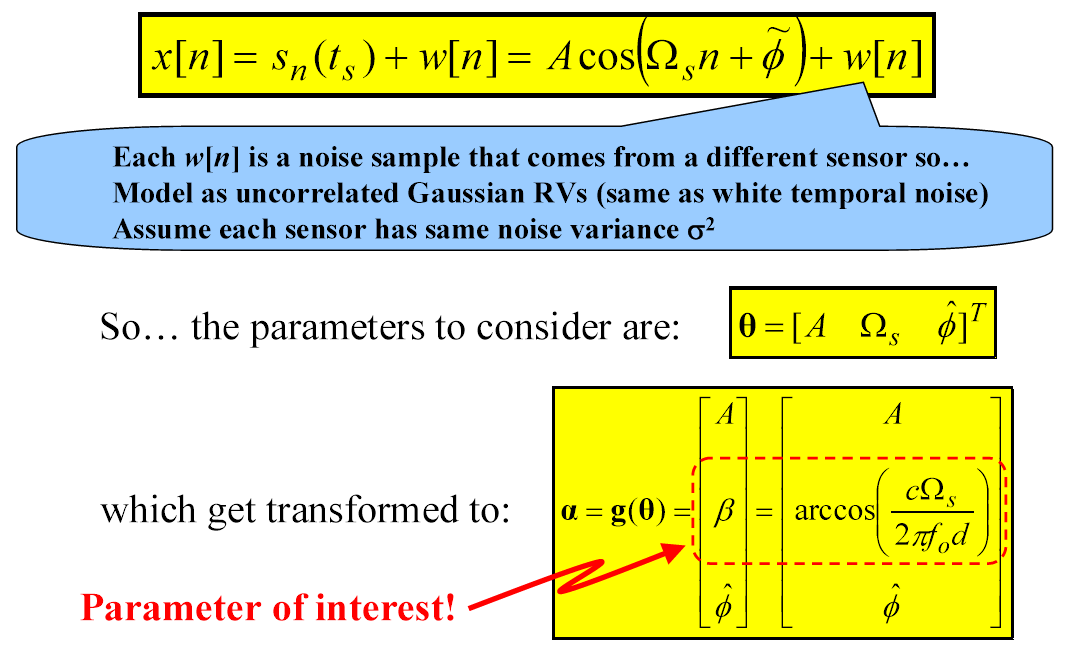 x[n] = s_n(t_s) + w[n] = A cos(Ω_s n + φ̃) + w[n]
Each w[n] is a noise sample that comes from a different sensor so…
Model as uncorrelated Gaussian RVs (same as white temporal noise)
Assume each sensor has same noise variance σ²
So… the parameters to consider are: θ = [A Ω_s φ̂]^T
which get transformed to: α = g(θ) = [A β φ̂] = [A arccos(cΩ_s / 2πf_o d) φ̂]
Parameter of interest!